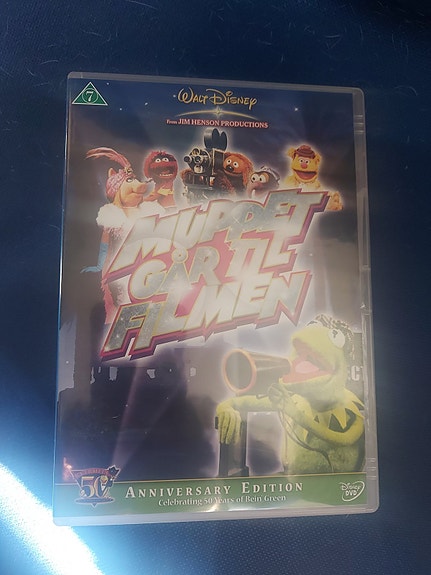 7
WALT DISNEY
FROM JIM HENSON PRODUCTIONS
MUPPET
GÅR TIL
FILMEN
50
ANNIVERSARY EDITION
Celebrating 50 Years of Bein Green
Disney
DVD